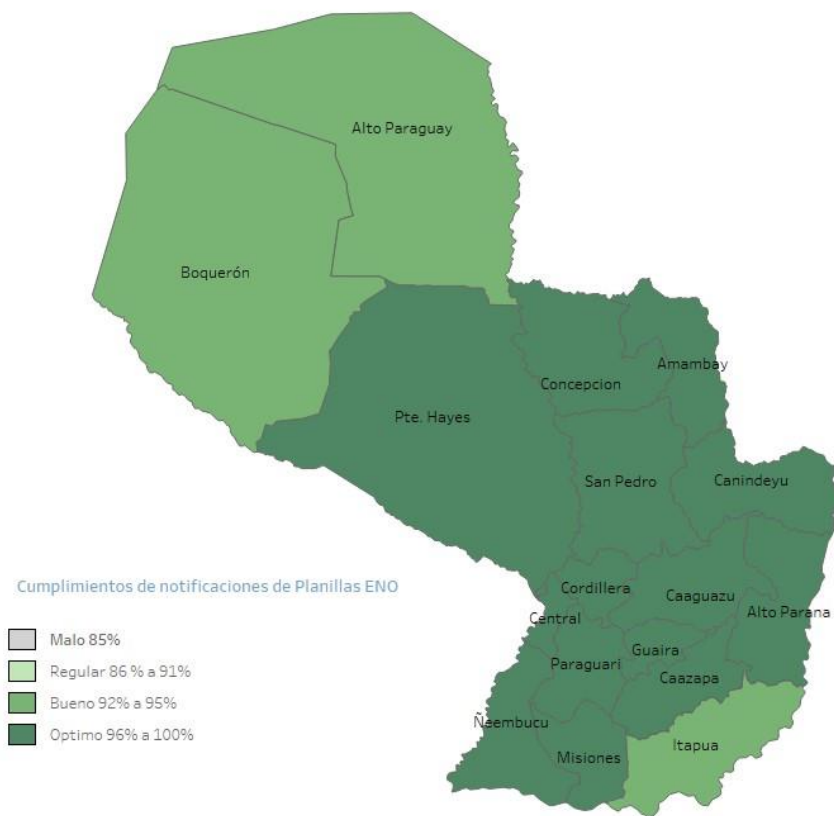 Alto Paraguay
Boquerón
Amambay
Concepcion
Pte. Hayes
San Pedro
Canindeyu
Cumplimientos de notificaciones de Planillas ENO
Cordillera
Caaguazu
Alto Parana
Central
Malo 85%
Guaira
Paraguari
Regular 86 % a 91%
Caazapa
Bueno 92% a 95%
Ñeembucu
Optimo 96% a 100%
Itapua
Misiones